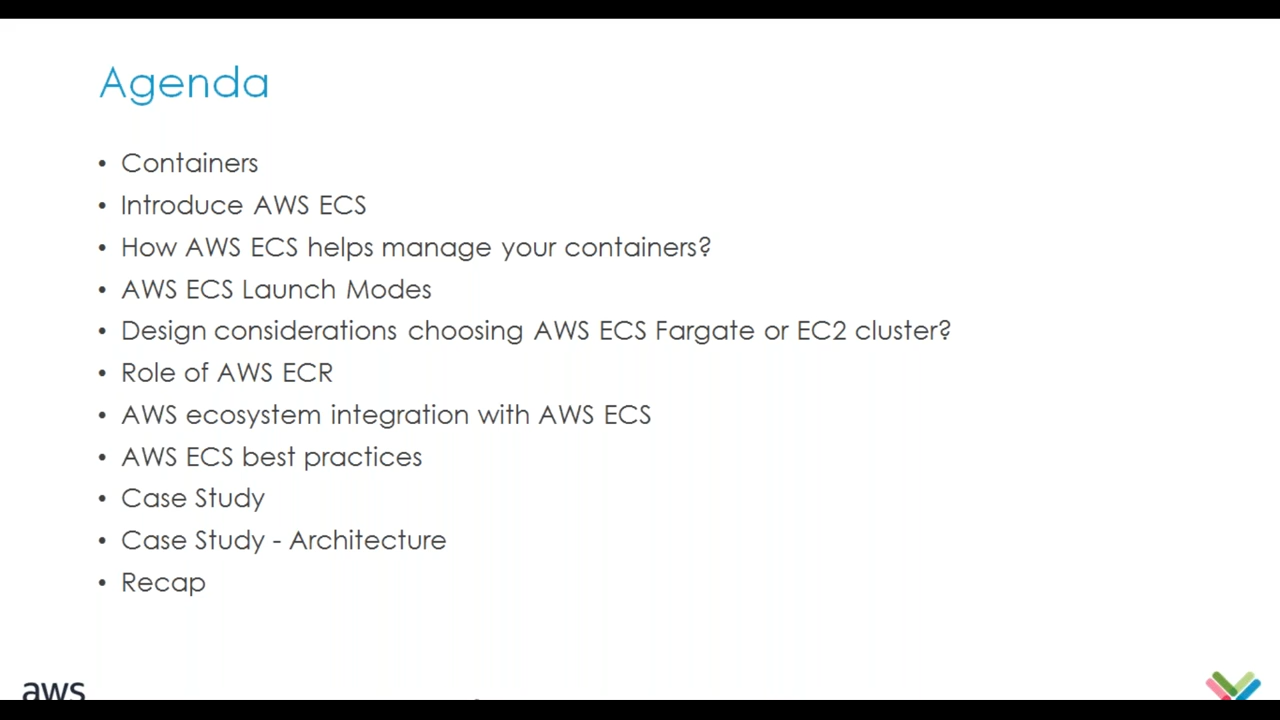 Agenda
• Containers
• Introduce AWS ECS
• How AWS ECS helps manage your containers?
• AWS ECS Launch Modes
• Design considerations choosing AWS ECS Fargate or EC2 cluster?
• Role of AWS ECR
• AWS ecosystem integration with AWS ECS
• AWS ECS best practices
• Case Study
• Case Study - Architecture
• Recap
aws